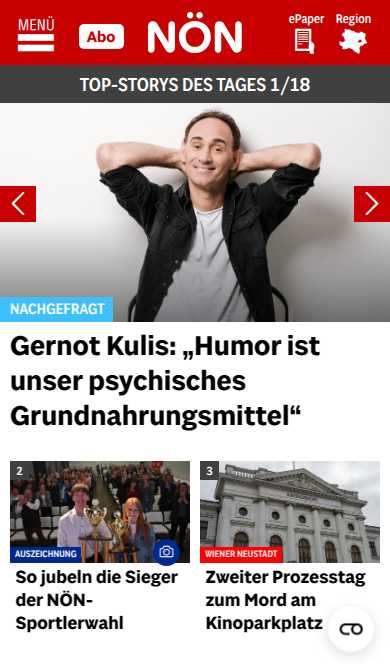 MENÜ
Abo
NÖN
ePaper
Region
TOP-STORYS DES TAGES 1/18
NACHGEFRAGT
Gernot Kulis: „Humor ist
unser psychisches
Grundnahrungsmittel“
2
AUSZEICHNUNG
So jubeln die Sieger
der NÖN-
Sportlerwahl
3
WIENER NEUSTADT
Zweiter Prozesstag
zum Mord am
Kinoparkplatz